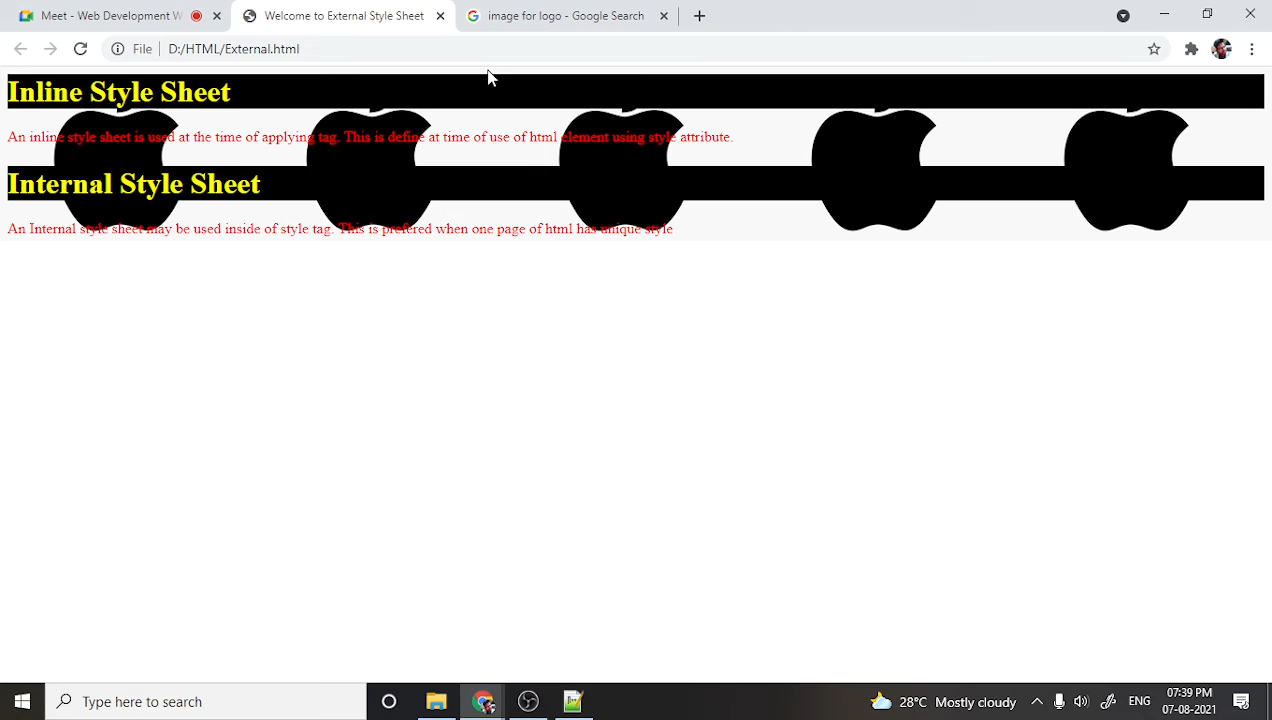 Meet - Web Development W
Welcome to External Style Sheet
image for logo - Google Search
File
D:/HTML/External.html
Inline Style Sheet
An inline style sheet is used at the time of applying tag. This is define at time of use of html element using style attribute.
Internal Style Sheet
An Internal style sheet may be used inside of style tag. This is prefered when one page of html has unique style
Type here to search
28°C Mostly cloudy
ENG
07:39 PM
07-08-2021